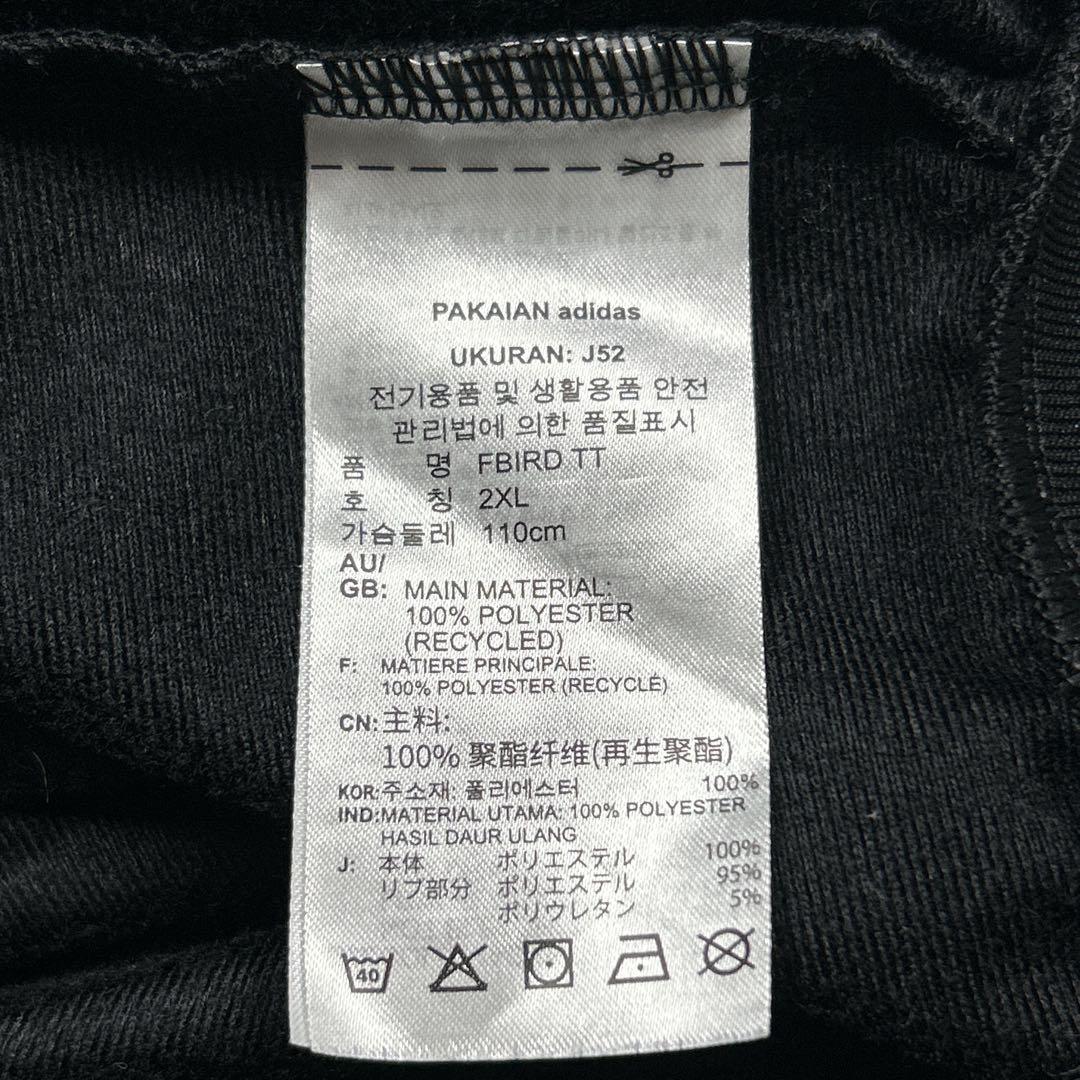 PAKAIAN adidas
UKURAN: J52
전기용품 및 생활용품 안전
관리법에 의한 품질표시
품 명 FBIRD TT
호 칭 2XL
가슴둘레 110cm
AU/
GB: MAIN MATERIAL:
100% POLYESTER
(RECYCLED)
F: MATIERE PRINCIPALE:
100% POLYESTER (RECYCLÉ)
CN: 主料:
100% 聚酯纤维(再生聚酯)
KOR: 주소재: 폴리에스터 100%
IND: MATERIAL UTAMA: 100% POLYESTER
HASIL DAUR ULANG
J: 本体 ポリエステル 100%
リブ部分 ポリエステル 95%
ポリウレタン 5%
40